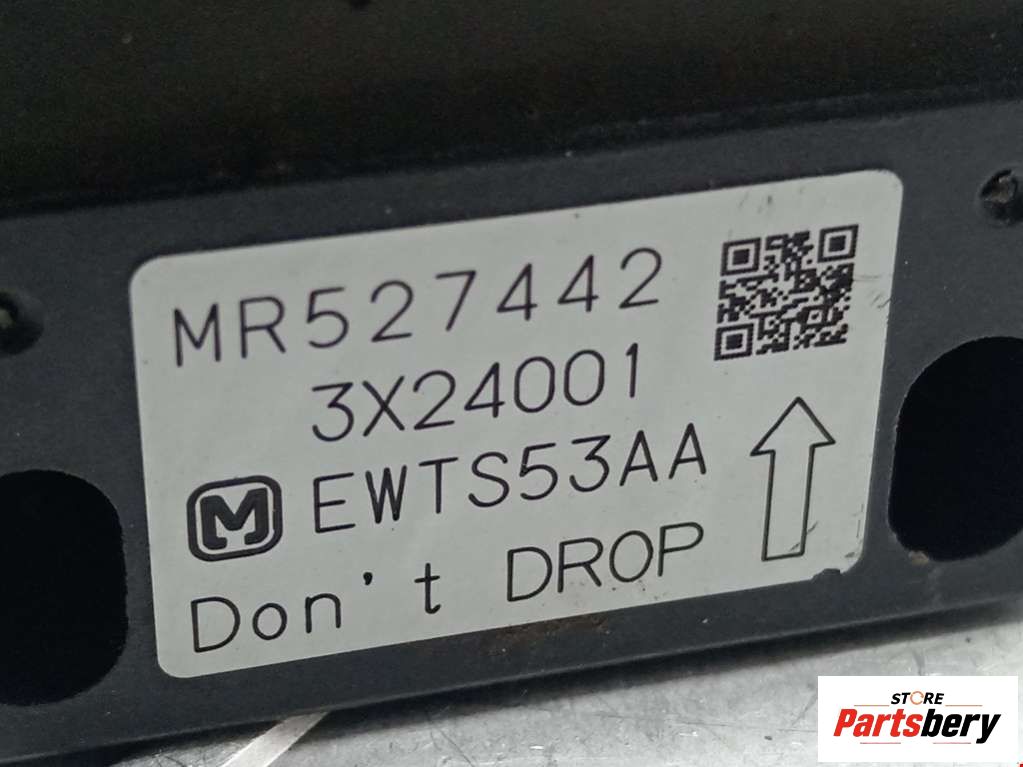 MR527442
3X24001
M EWTS53AA
Don't DROP
STORE
Partsbery